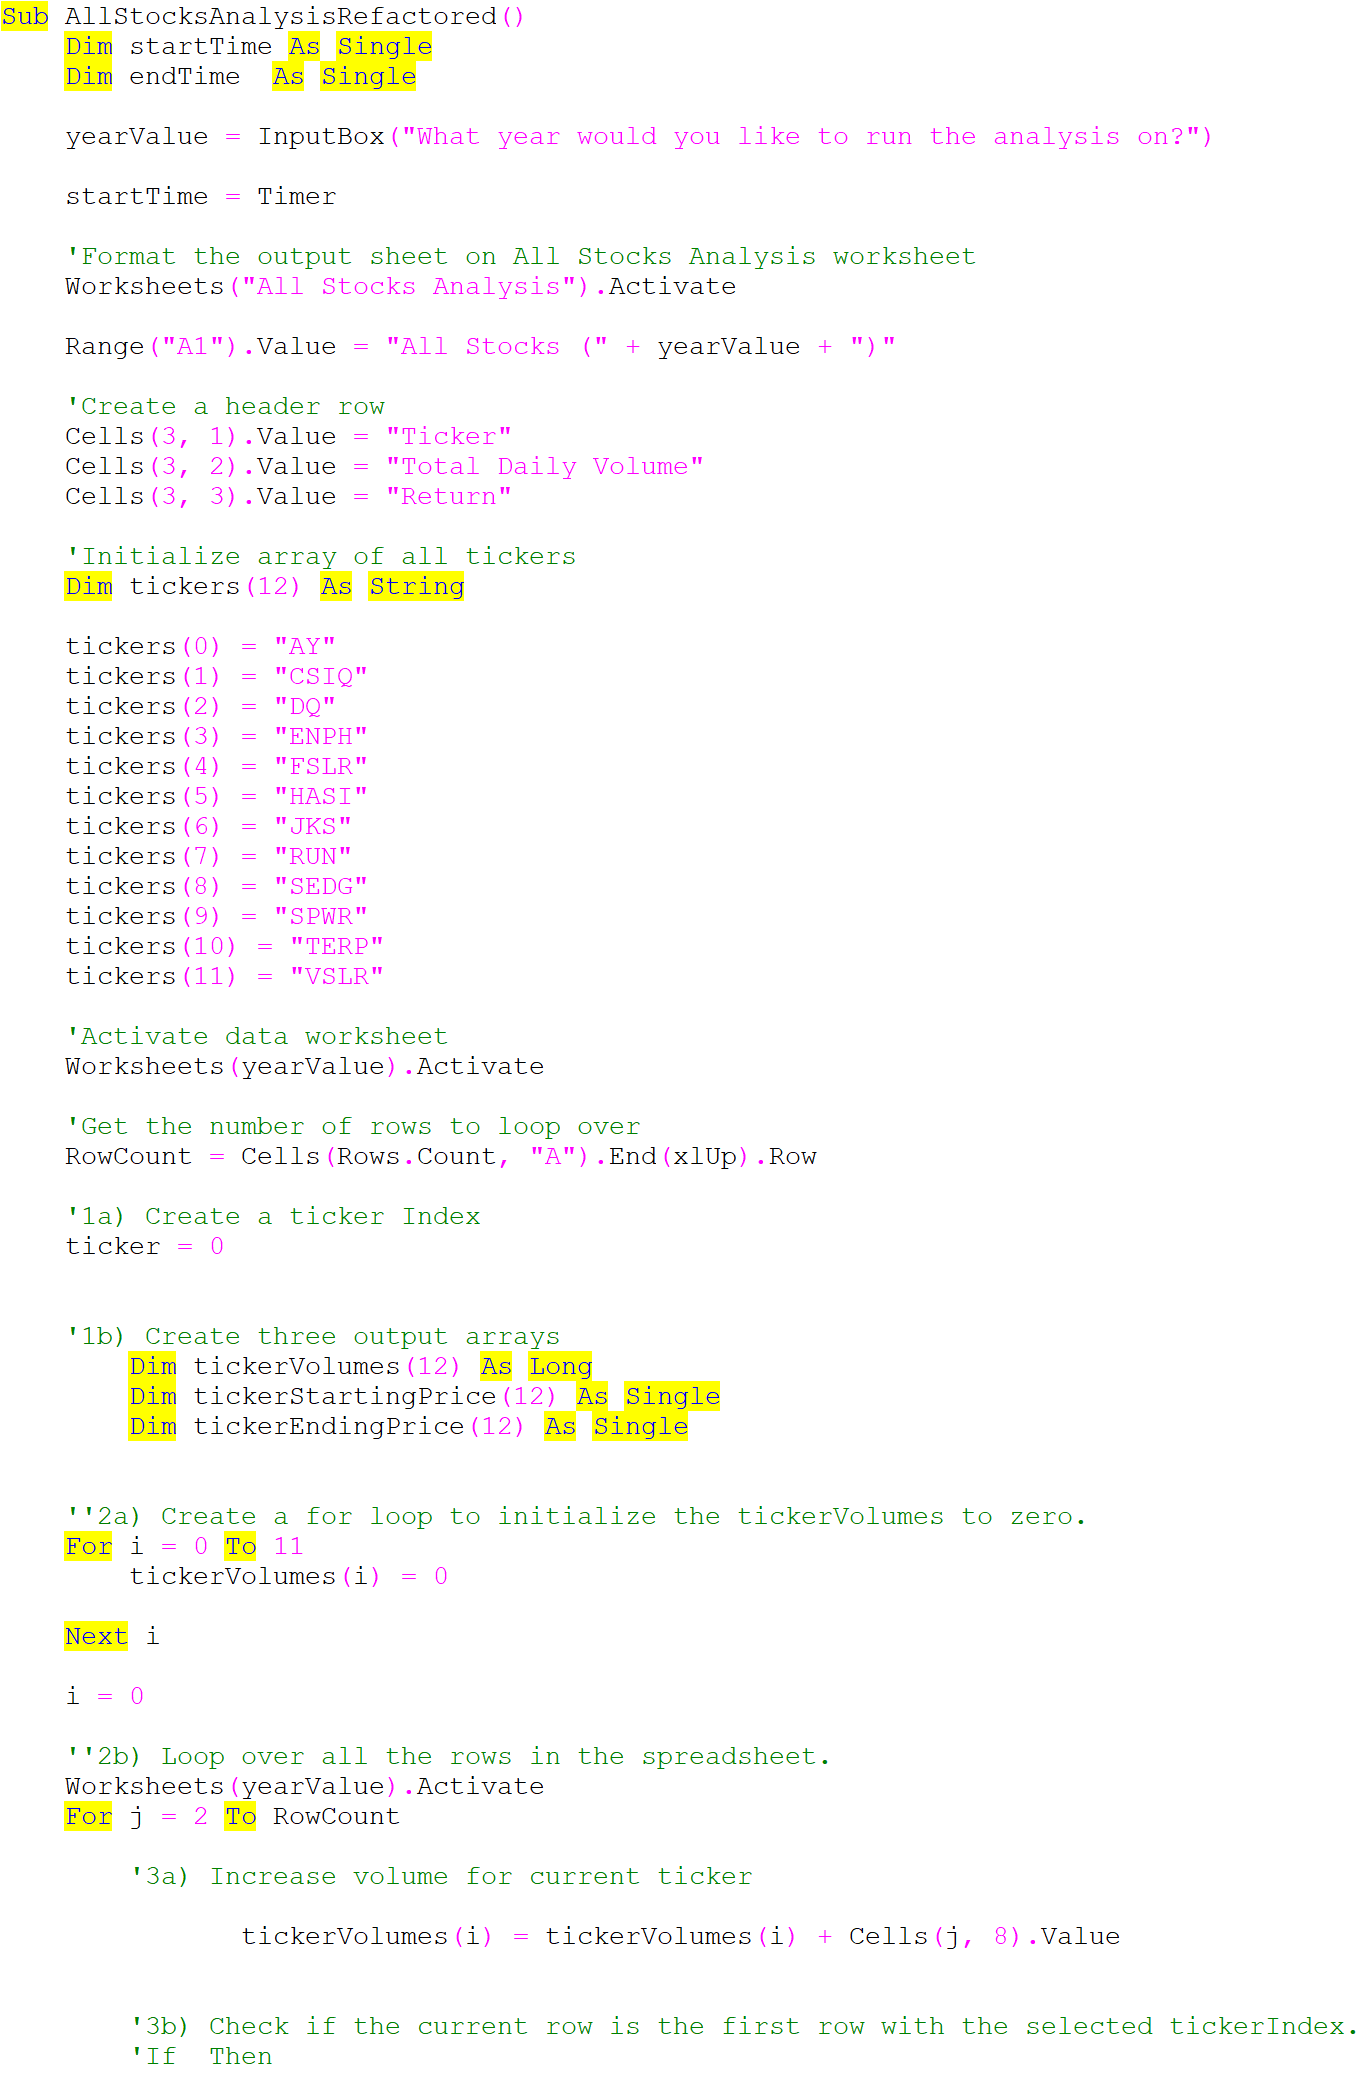 Sub AllStocksAnalysisRefactored()
    Dim startTime As Single
    Dim endTime  As Single

    yearValue = InputBox("What year would you like to run the analysis on?")

    startTime = Timer

    'Format the output sheet on All Stocks Analysis worksheet
    Worksheets("All Stocks Analysis").Activate

    Range("A1").Value = "All Stocks (" + yearValue + ")"

    'Create a header row
    Cells(3, 1).Value = "Ticker"
    Cells(3, 2).Value = "Total Daily Volume"
    Cells(3, 3).Value = "Return"

    'Initialize array of all tickers
    Dim tickers(12) As String

    tickers(0) = "AY"
    tickers(1) = "CSIQ"
    tickers(2) = "DQ"
    tickers(3) = "ENPH"
    tickers(4) = "FSLR"
    tickers(5) = "HASI"
    tickers(6) = "JKS"
    tickers(7) = "RUN"
    tickers(8) = "SEDG"
    tickers(9) = "SPWR"
    tickers(10) = "TERP"
    tickers(11) = "VSLR"

    'Activate data worksheet
    Worksheets(yearValue).Activate

    'Get the number of rows to loop over
    RowCount = Cells(Rows.Count, "A").End(xlUp).Row

    '1a) Create a ticker Index
    ticker = 0


    '1b) Create three output arrays
        Dim tickerVolumes(12) As Long
        Dim tickerStartingPrice(12) As Single
        Dim tickerEndingPrice(12) As Single


    ''2a) Create a for loop to initialize the tickerVolumes to zero.
    For i = 0 To 11
        tickerVolumes(i) = 0

    Next i

    i = 0

    ''2b) Loop over all the rows in the spreadsheet.
    Worksheets(yearValue).Activate
    For j = 2 To RowCount

        '3a) Increase volume for current ticker

               tickerVolumes(i) = tickerVolumes(i) + Cells(j, 8).Value


        '3b) Check if the current row is the first row with the selected tickerIndex.
        'If  Then